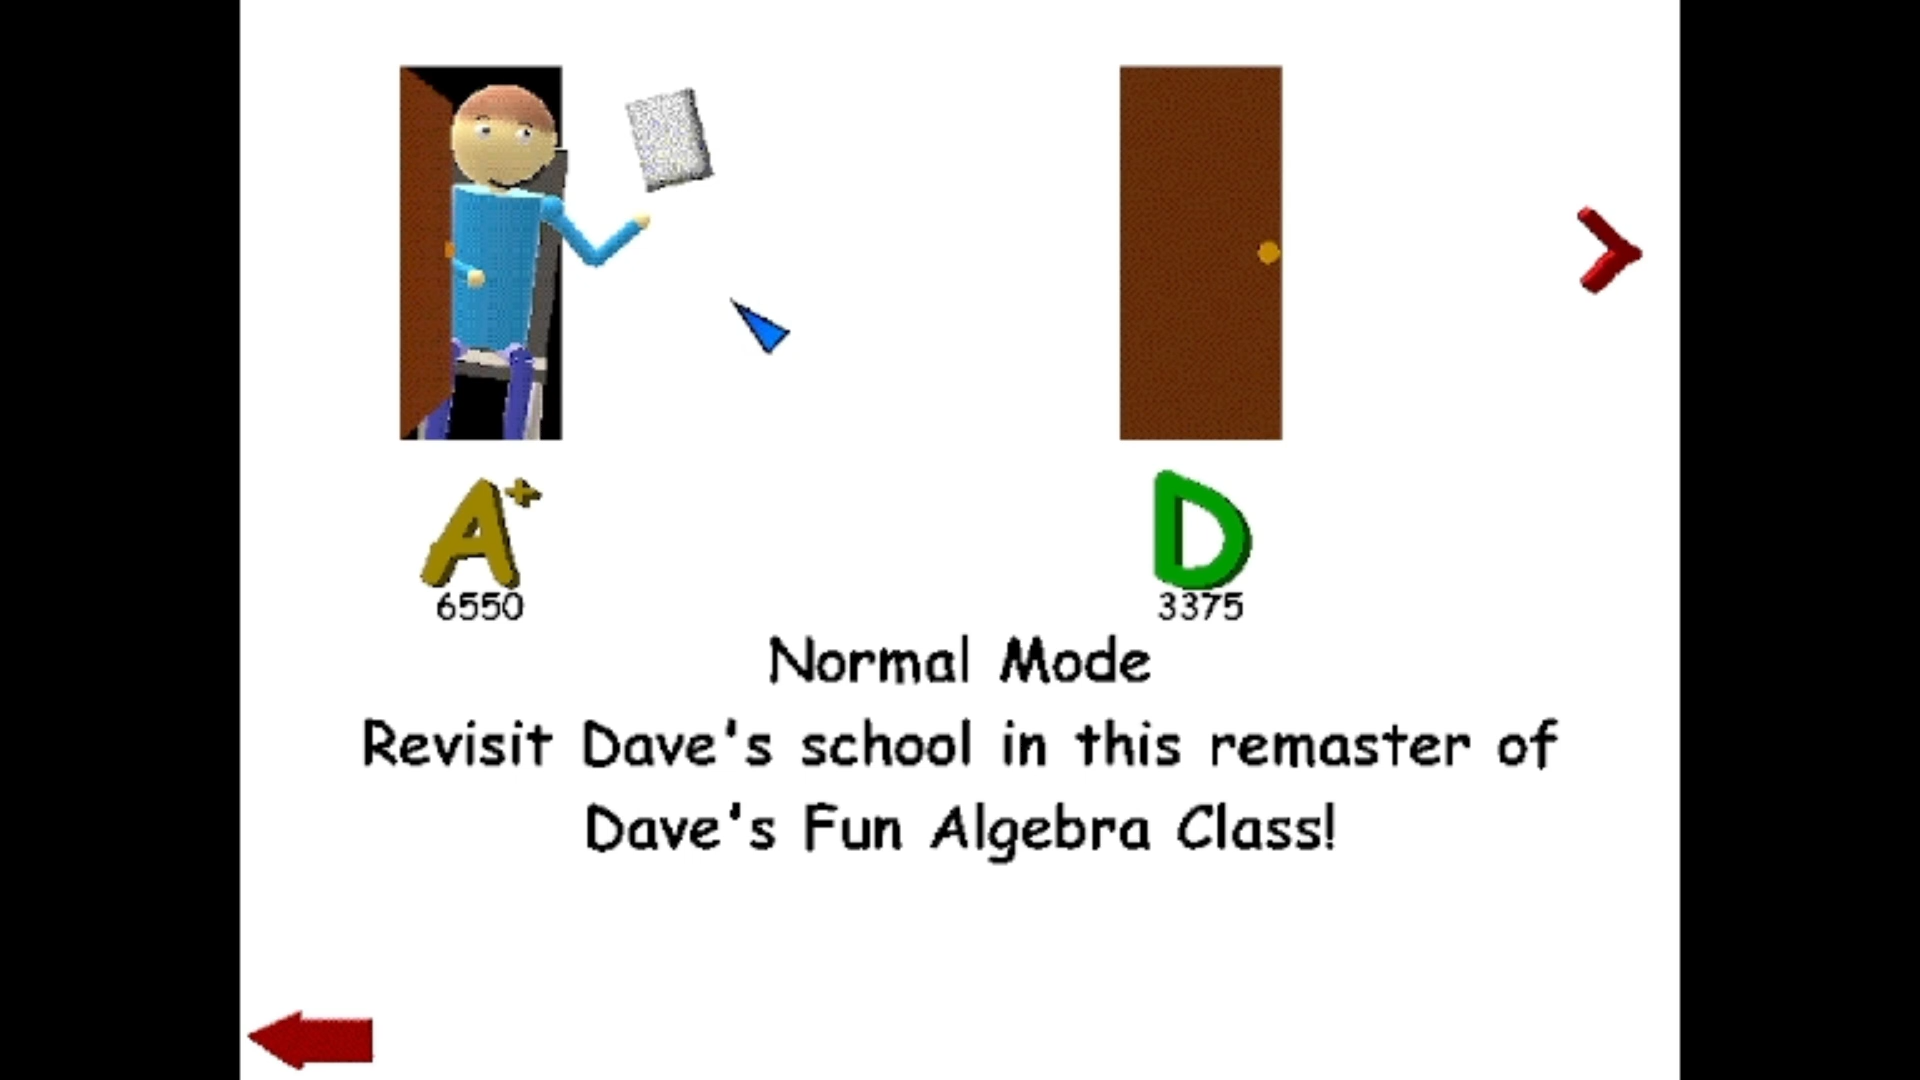 A+ D
6550 3375
Normal Mode
Revisit Dave's school in this remaster of
Dave's Fun Algebra Class!